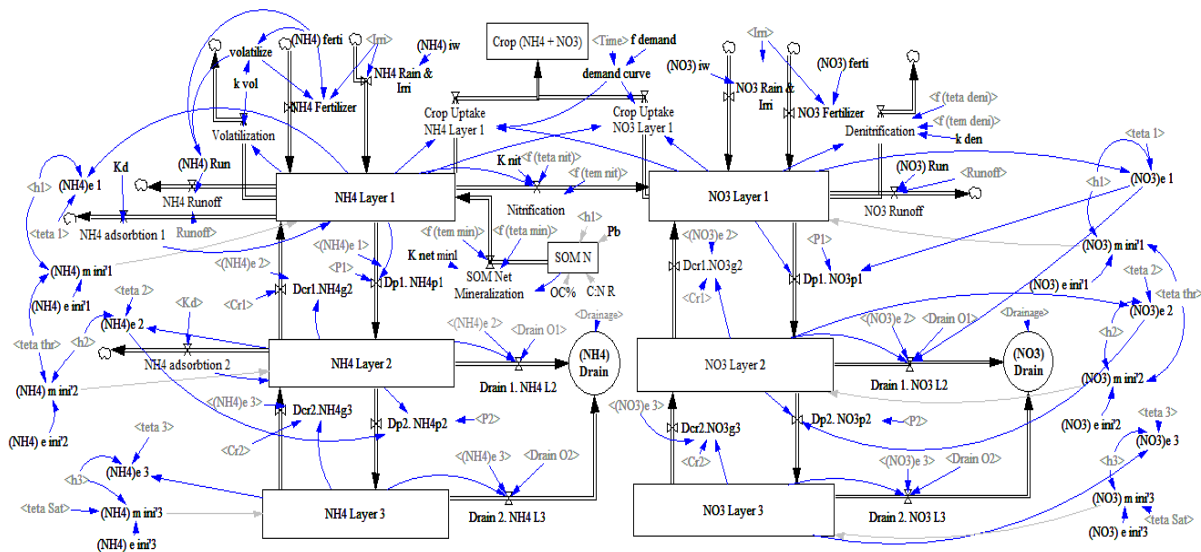 volatilize
(NH4) ferti
<Irri>
(NH4) iw
Crop (NH4 + NO3)
<Time>
f demand
(NO3) iw
<Irri>
(NO3) ferti
k vol
NH4 Fertilizer
NH4 Rain &
Irri
demand curve
NO3 Rain &
Irri
NO3 Fertilizer
<f (teta deni)>
Volatilization
Crop Uptake
NH4 Layer 1
Crop Uptake
NO3 Layer 1
Denitrification
<f (tem deni)>
k den
(NH4) Run
K nit
<f (teta nit)>
(NO3) Run
<teta 1>
<h1>
(NH4)e 1
Kd
NH4 Runoff
NH4 Layer 1
<f (tem nit)>
Nitrification
NO3 Layer 1
<Runoff>
NO3 Runoff
<h1>
(NO3)e 1
<teta 1>
NH4 adsorbtion 1
Runoff>
<NH4)e 2>
<(NH4)e 1>
<P1>
<f (tem min)>
<f (teta min)>
<h1>
Pb
K net minl
SOM Net
Mineralization
SOM N
OC%
C:N R
<(NO3)e 2>
<P1>
(NH4) m ini'1
(NH4) e ini'1
Dcr1.NH4g2
Dp1. NH4p1
<Cr1>
Dcr1.NO3g2
Dp1. NO3p1
<Cr1>
(NO3) m ini'1
(NO3) e ini'1
<teta thr>
<teta 2>
<Kd>
(NH4)e 2
<teta thr>
<h2>
NH4 adsorbtion 2
NH4 Layer 2
<(NH4)e 2>
<Drain O1>
<Drainage>
(NH4)
Drain
Drain 1. NH4 L2
NO3 Layer 2
<(NO3)e 2>
<Drain O1>
<Drainage>
(NO3)
Drain
Drain 1. NO3 L2
(NO3)e 2
<h2>
(NH4) m ini'2
(NH4) e ini'2
<(NH4)e 3>
Dcr2.NH4g3
Dp2. NH4p2
<P2>
<Cr2>
<(NO3)e 3>
Dcr2.NO3g3
Dp2. NO3p2
<P2>
<Cr2>
(NO3) m ini'2
(NO3) e ini'2
<teta 3>
<h3>
(NH4)e 3
<teta Sat>
(NH4) m ini'3
(NH4) e ini'3
NH4 Layer 3
<(NH4)e 3>
<Drain O2>
Drain 2. NH4 L3
NO3 Layer 3
<(NO3)e 3>
<Drain O2>
Drain 2. NO3 L3
<teta 3>
(NO3)e 3
<h3>
(NO3) m ini'3
<teta Sat>
(NO3) e ini'3